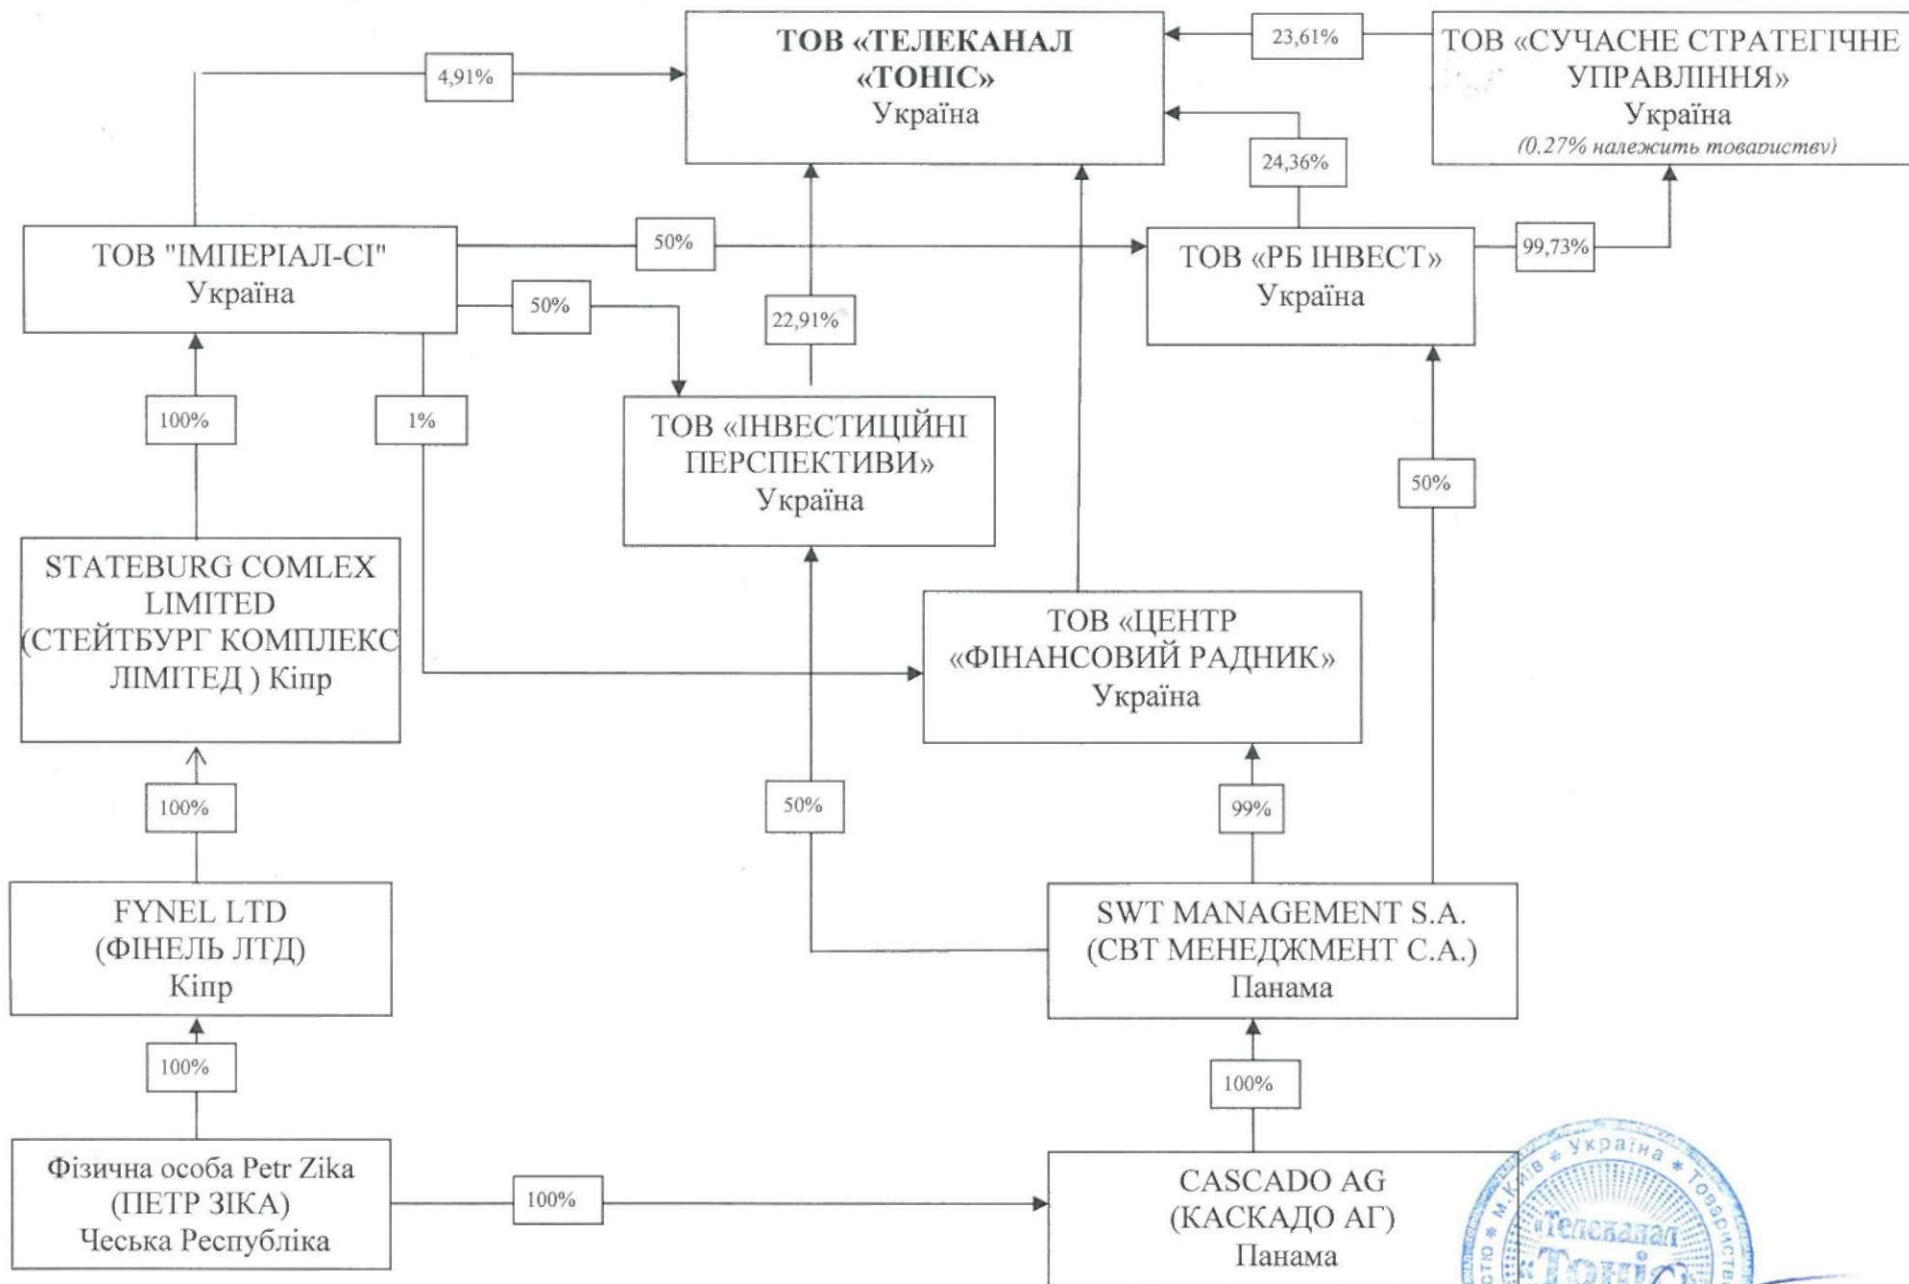 ТОВ «ТЕЛЕКАНАЛ
«ТОНІС»
Україна
23,61%
ТОВ «СУЧАСНЕ СТРАТЕГІЧНЕ
УПРАВЛІННЯ»
Україна
(0,27% належить товариству)
4,91%
24,36%
ТОВ "ІМПЕРІАЛ-СІ"
Україна
50%
ТОВ «РБ ІНВЕСТ»
Україна
99,73%
50%
22,91%
100%
1%
ТОВ «ІНВЕСТИЦІЙНІ
ПЕРСПЕКТИВИ»
Україна
50%
STATEBURG COMLEX
LIMITED
(СТЕЙТБУРГ КОМПЛЕКС
ЛІМІТЕД ) Кіпр
ТОВ «ЦЕНТР
«ФІНАНСОВИЙ РАДНИК»
Україна
100%
50%
99%
FYNEL LTD
(ФІНЕЛЬ ЛТД)
Кіпр
SWT MANAGEMENT S.A.
(СВТ МЕНЕДЖМЕНТ С.А.)
Панама
100%
100%
Фізична особа Petr Zika
(ПЕТР ЗІКА)
Чеська Республіка
100%
CASCADO AG
(КАСКАДО АГ)
Панама
м.Київ * Україна * Товариств
«Телеканал
«Тоніс»